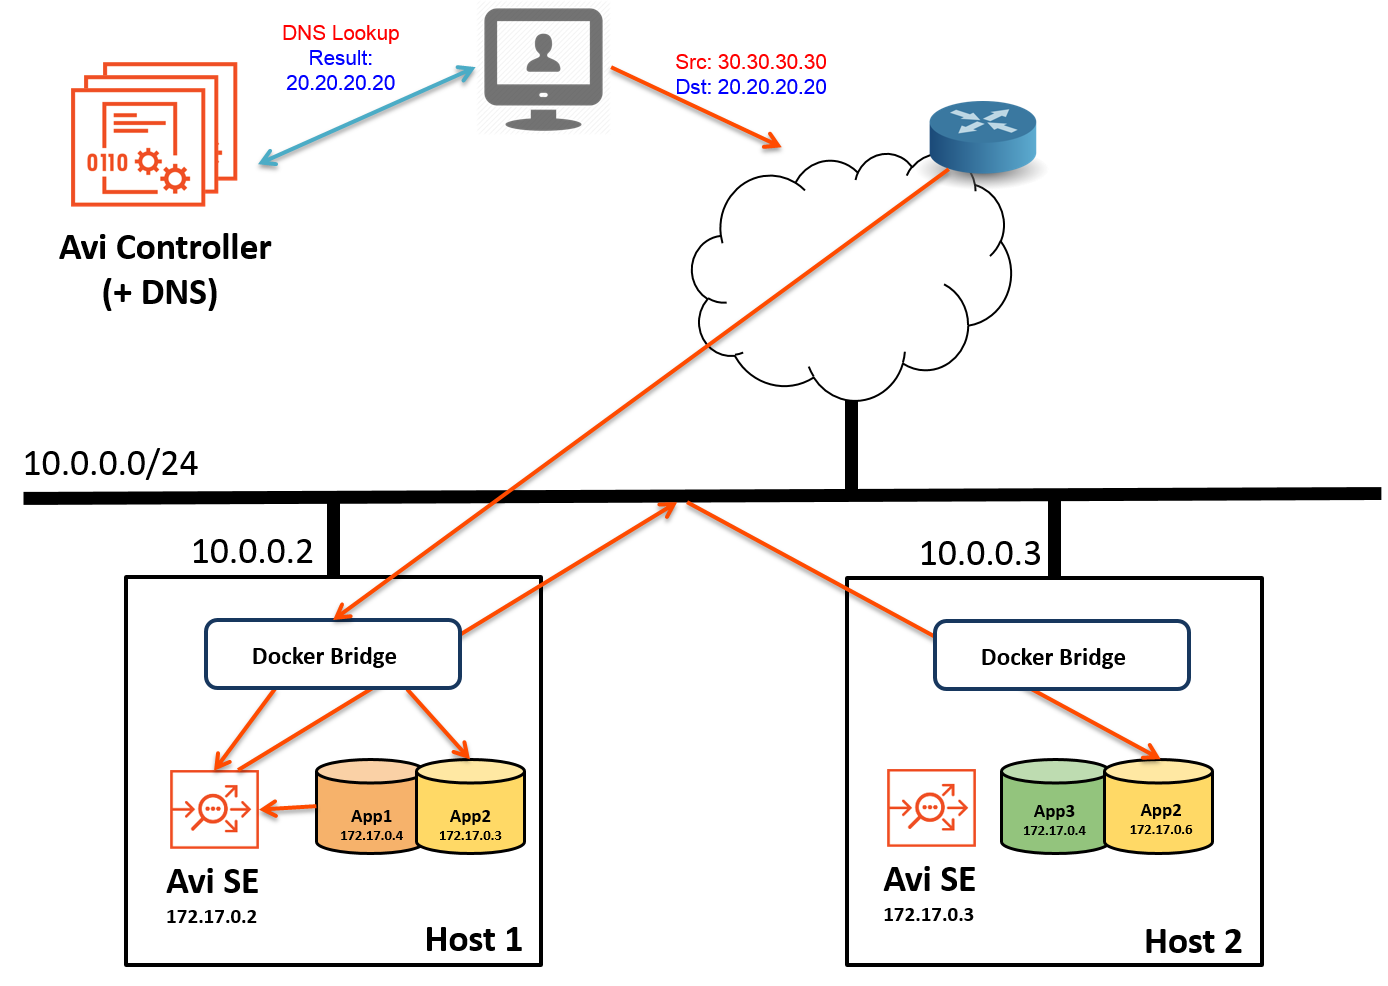 DNS Lookup
Result:
20.20.20.20
Src: 30.30.30.30
Dst: 20.20.20.20
0110
Avi Controller
(+ DNS)
10.0.0.0/24
10.0.0.2
10.0.0.3
Docker Bridge
App1
172.17.0.4
App2
172.17.0.3
Avi SE
172.17.0.2
Host 1
Docker Bridge
App3
172.17.0.4
App2
172.17.0.6
Avi SE
172.17.0.3
Host 2